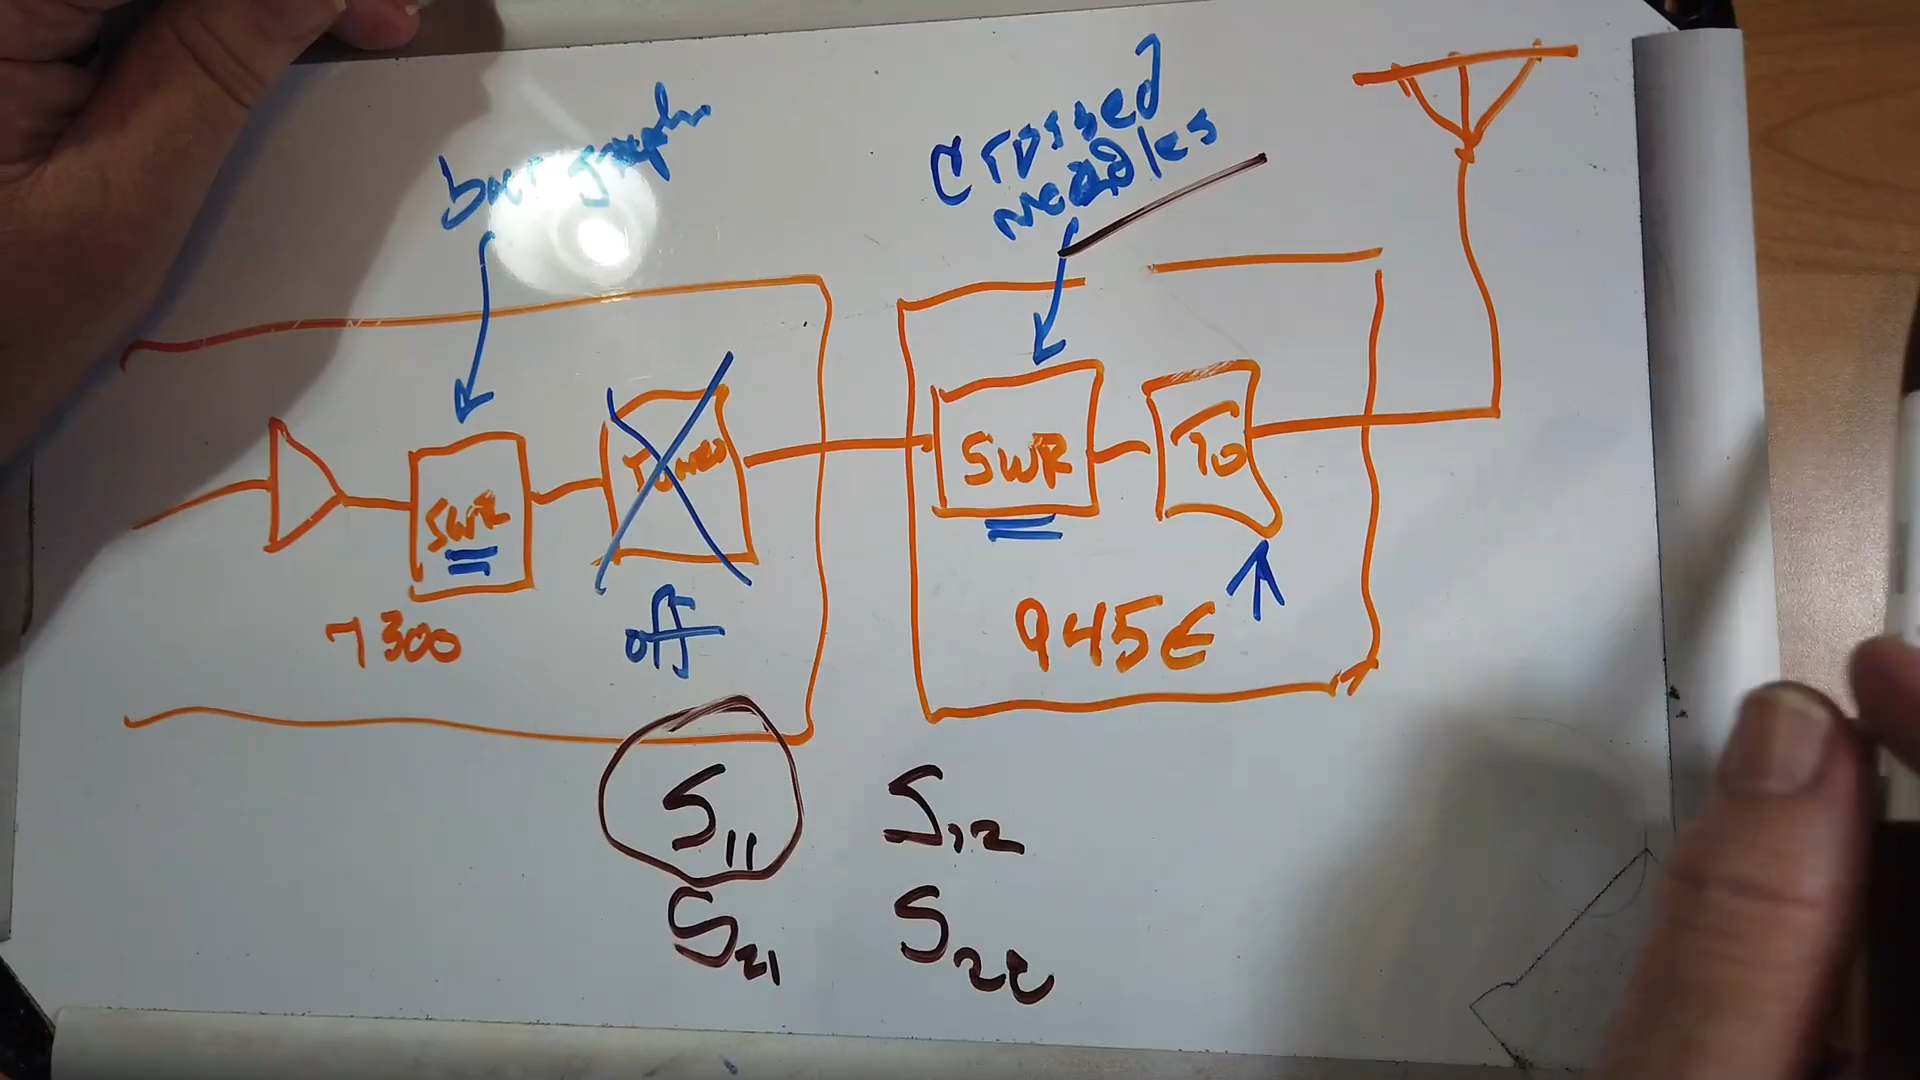 bar graph
Crossed
Needles
SWR
Tuner
SWR
TU
7300
off
945E
S11
S12
S21
S22